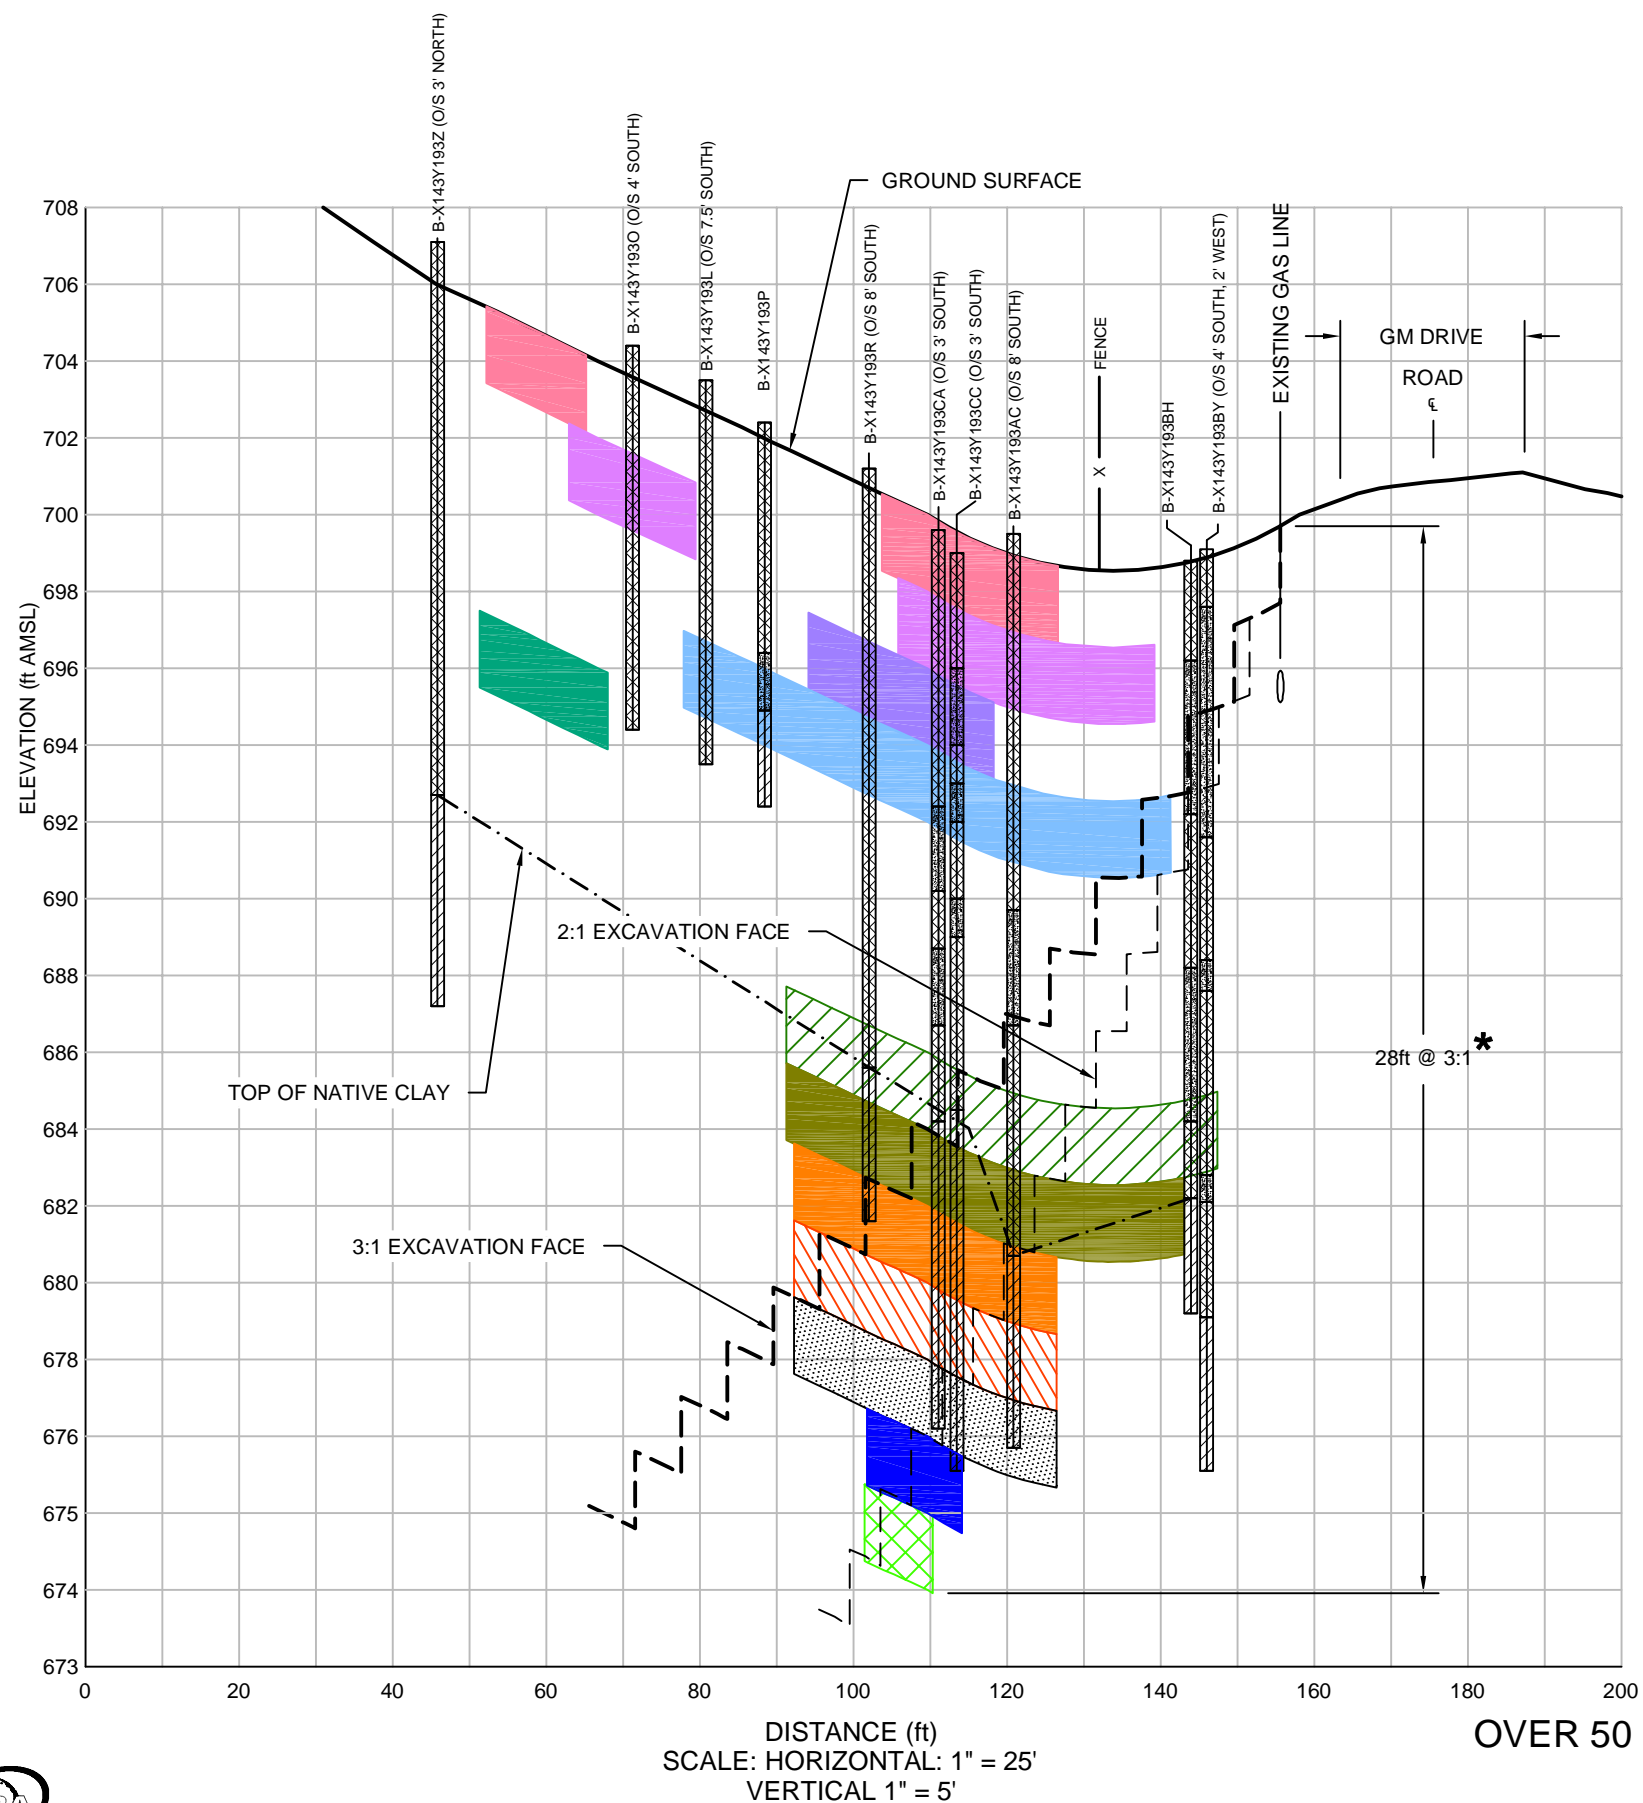 B-X143Y193Z (O/S 3' NORTH)
B-X143Y193O (O/S 4' SOUTH)
B-X143Y193L (O/S 7.5' SOUTH)
B-X143Y193P
B-X143Y193R (O/S 8' SOUTH)
B-X143Y193CA (O/S 3' SOUTH)
B-X143Y193CC (O/S 3' SOUTH)
B-X143Y193AC (O/S 8' SOUTH)
FENCE
X
B-X143Y193BH
B-X143Y193BY (O/S 4' SOUTH, 2' WEST)
EXISTING GAS LINE
GROUND SURFACE
GM DRIVE
ROAD
℄
708
706
704
702
700
698
696
694
692
690
688
686
684
682
680
678
676
675
674
673
ELEVATION (ft AMSL)
2:1 EXCAVATION FACE
28ft @ 3:1*
TOP OF NATIVE CLAY
3:1 EXCAVATION FACE
0 20 40 60 80 100 120 140 160 180 200
DISTANCE (ft)
SCALE: HORIZONTAL: 1" = 25'
VERTICAL 1" = 5'
OVER 50